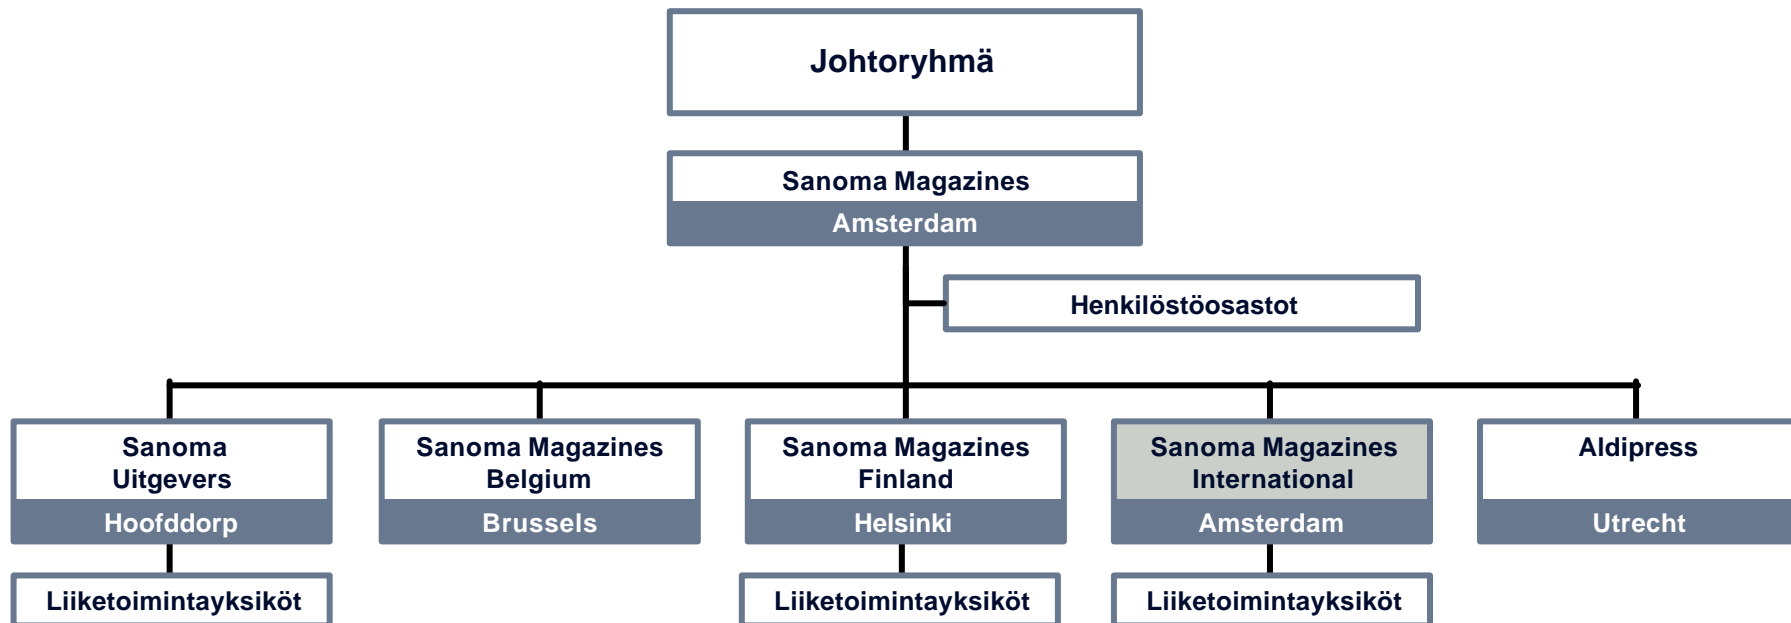 Johtoryhmä
Sanoma Magazines
Amsterdam
Henkilöstöosastot
Sanoma
Uitgevers
Hoofddorp
Liiketoimintayksiköt
Sanoma Magazines
Belgium
Brussels
Sanoma Magazines
Finland
Helsinki
Liiketoimintayksiköt
Sanoma Magazines
International
Amsterdam
Liiketoimintayksiköt
Aldipress
Utrecht